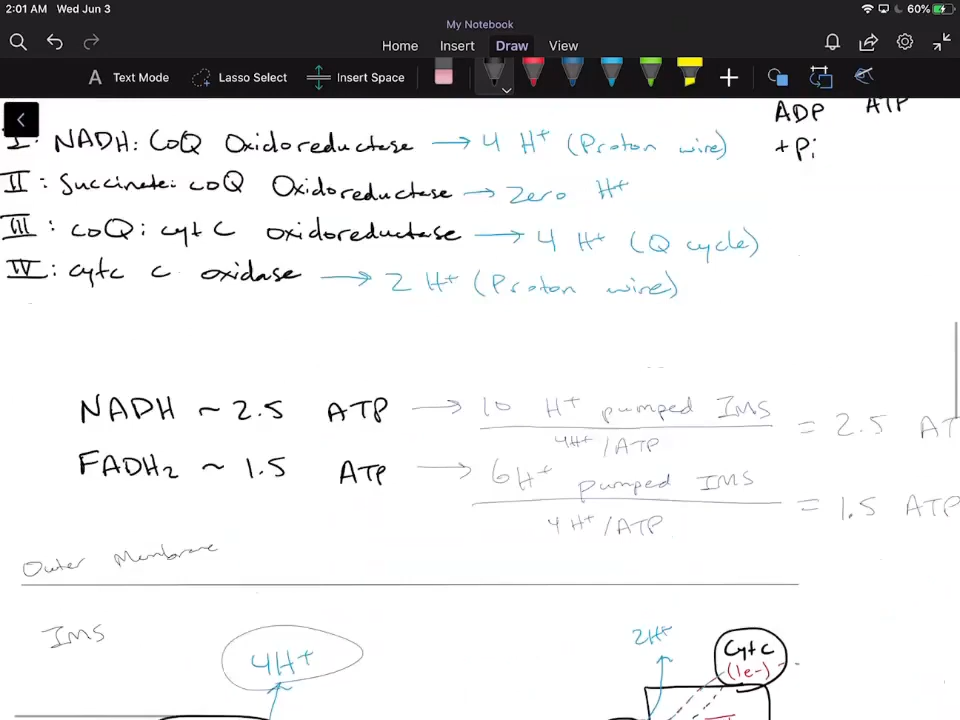 2:01 AM Wed Jun 3
60%
My Notebook
Home Insert Draw View
Text Mode Lasso Select Insert Space
ADP ATP
+ Pi
I: NADH: CoQ Oxidoreductase → 4 H+ (Proton wire)
II: Succinate: coQ Oxidoreductase → Zero H+
III: coQ: cyt C oxidoreductase → 4 H+ (Q cycle)
IV: cytc c oxidase → 2 H+ (Proton wire)
NADH ~ 2.5 ATP → 10 H+ pumped IMS
4H+/ATP
= 2.5 AT
FADH2 ~ 1.5 ATP → 6H+ pumped IMS
4 H+/ATP
= 1.5 ATP
Outer Membrane
IMS
4H+
2H+
Cyt c
(1e-)